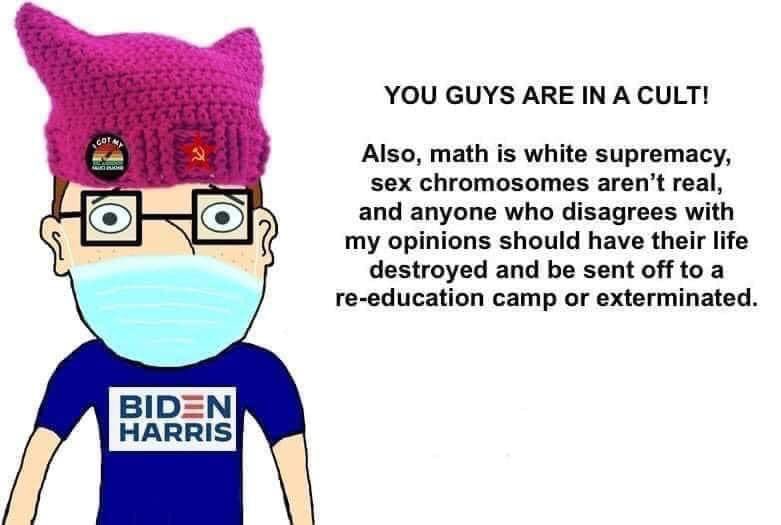 YOU GUYS ARE IN A CULT!
Also, math is white supremacy,
sex chromosomes aren’t real,
and anyone who disagrees with
my opinions should have their life
destroyed and be sent off to a
re-education camp or exterminated.
I GOT MY
BIDEN
HARRIS